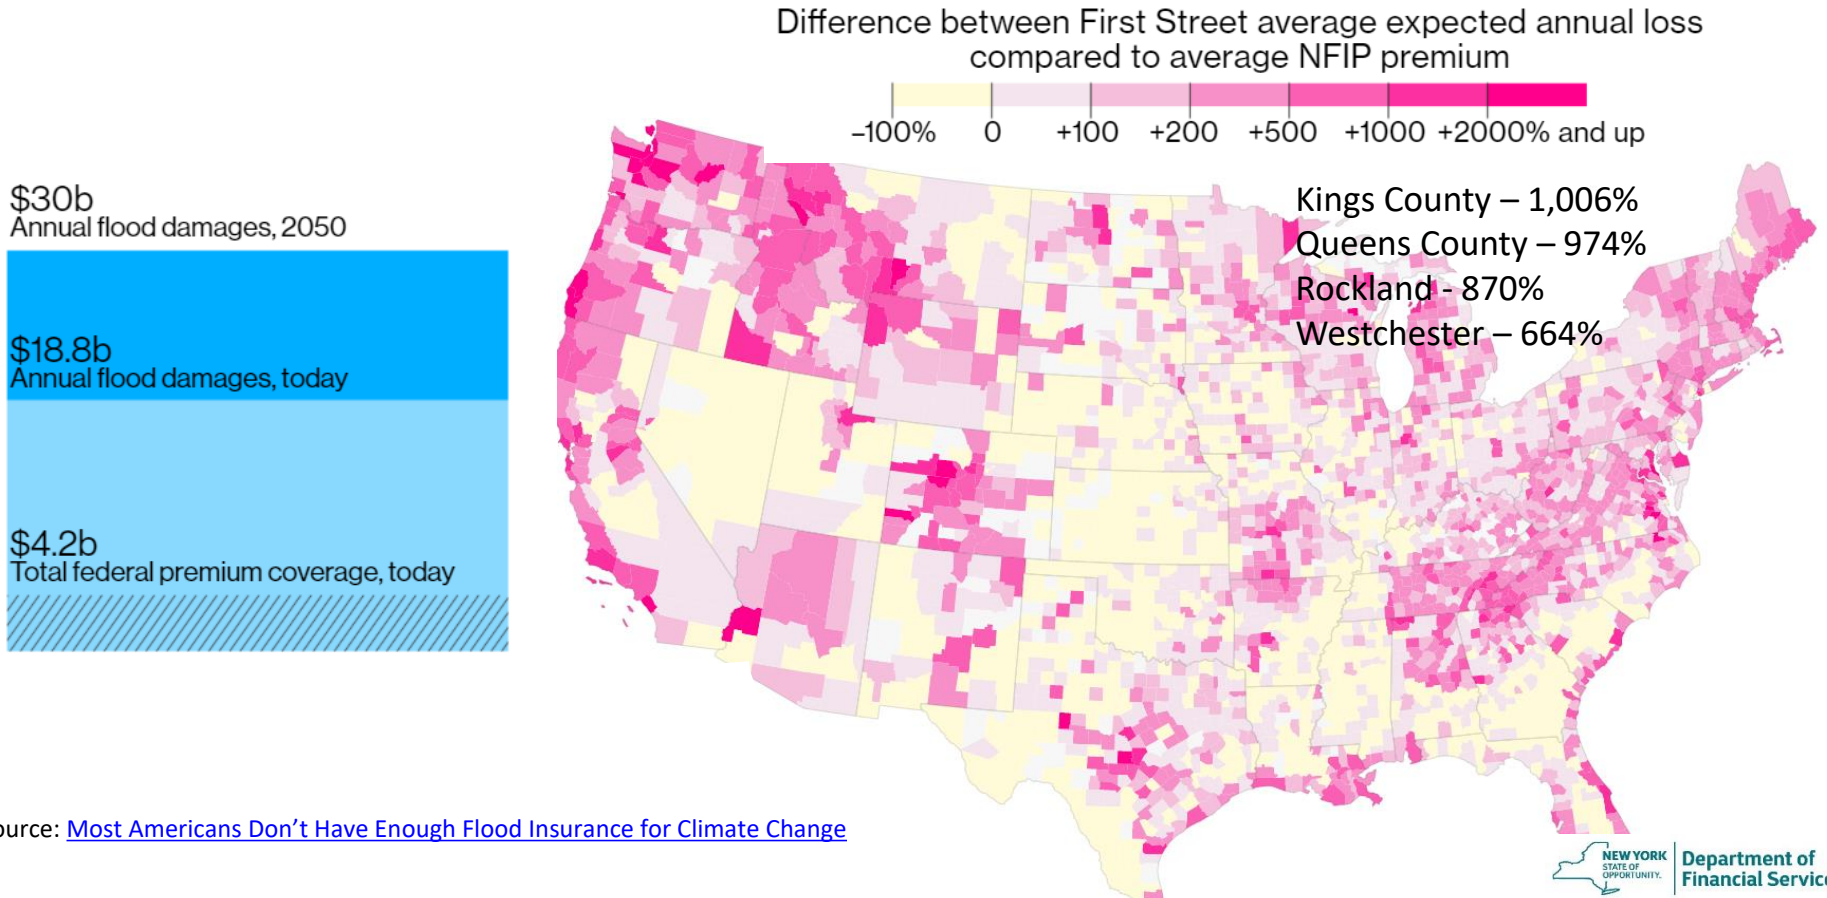 Difference between First Street average expected annual loss
compared to average NFIP premium
–100% 0 +100 +200 +500 +1000 +2000% and up
$30b
Annual flood damages, 2050
$18.8b
Annual flood damages, today
$4.2b
Total federal premium coverage, today
Kings County – 1,006%
Queens County – 974%
Rockland - 870%
Westchester – 664%
ource: Most Americans Don’t Have Enough Flood Insurance for Climate Change
NEW YORK
STATE OF
OPPORTUNITY.
Department of
Financial Service